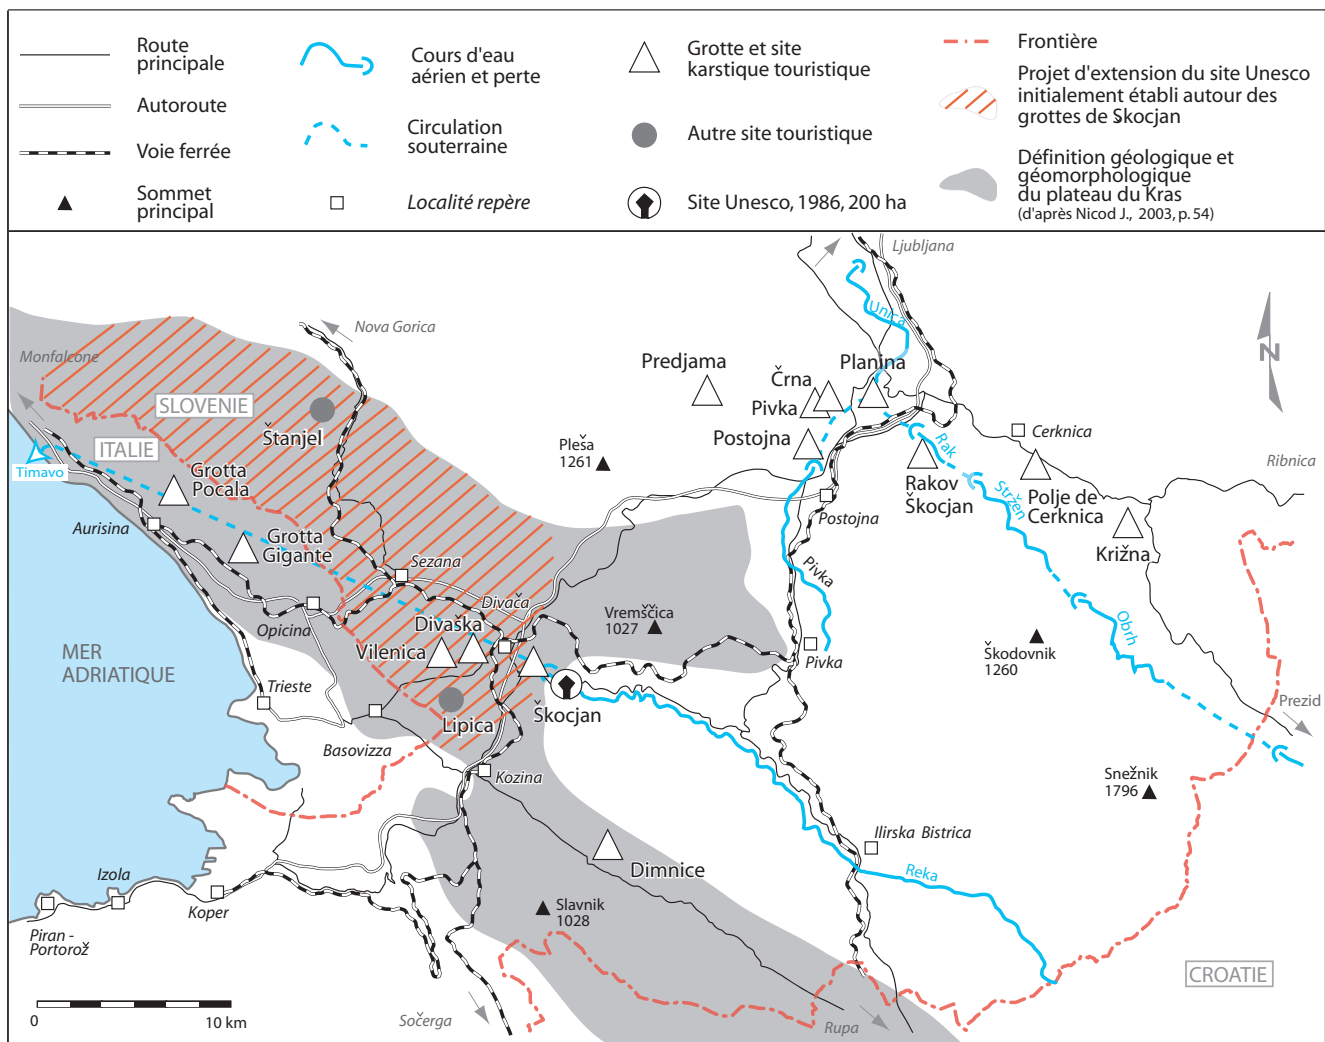 Route
principale
Autoroute
Voie ferrée
Sommet
principal
Cours d'eau
aérien et perte
Circulation
souterraine
Localité repère
Grotte et site
karstique touristique
Autre site touristique
Site Unesco, 1986, 200 ha
Frontière
Projet d'extension du site Unesco
initialement établi autour des
grottes de Škocjan
Définition géologique et
géomorphologique
du plateau du Kras
(d'après Nicod J., 2003, p. 54)
Ljubljana
Unica
Nova Gorica
Monfalcone
Predjama
Planina
Črna
Pivka
SLOVENIE
Štanjel
ITALIE
Postojna
Pleša
1261
Cerknica
Rak
Ribnica
Timavo
Grotta
Pocala
Rakov
Škocjan
Stržen
Polje de
Cerknica
Aurisina
Postojna
Križna
Grotta
Gigante
Sezana
Pivka
Divača
Opicina
Divaška
Vremščica
1027
Obrh
Vilenica
Pivka
Škodovnik
1260
MER
ADRIATIQUE
Trieste
Škocjan
Lipica
Prezid
Basovizza
Kozina
Snežnik
1796
Ilirska Bistrica
Dimnice
Reka
Izola
Koper
Slavnik
1028
Piran -
Portorož
CROATIE
0
10 km
Sočerga
Rupa
N